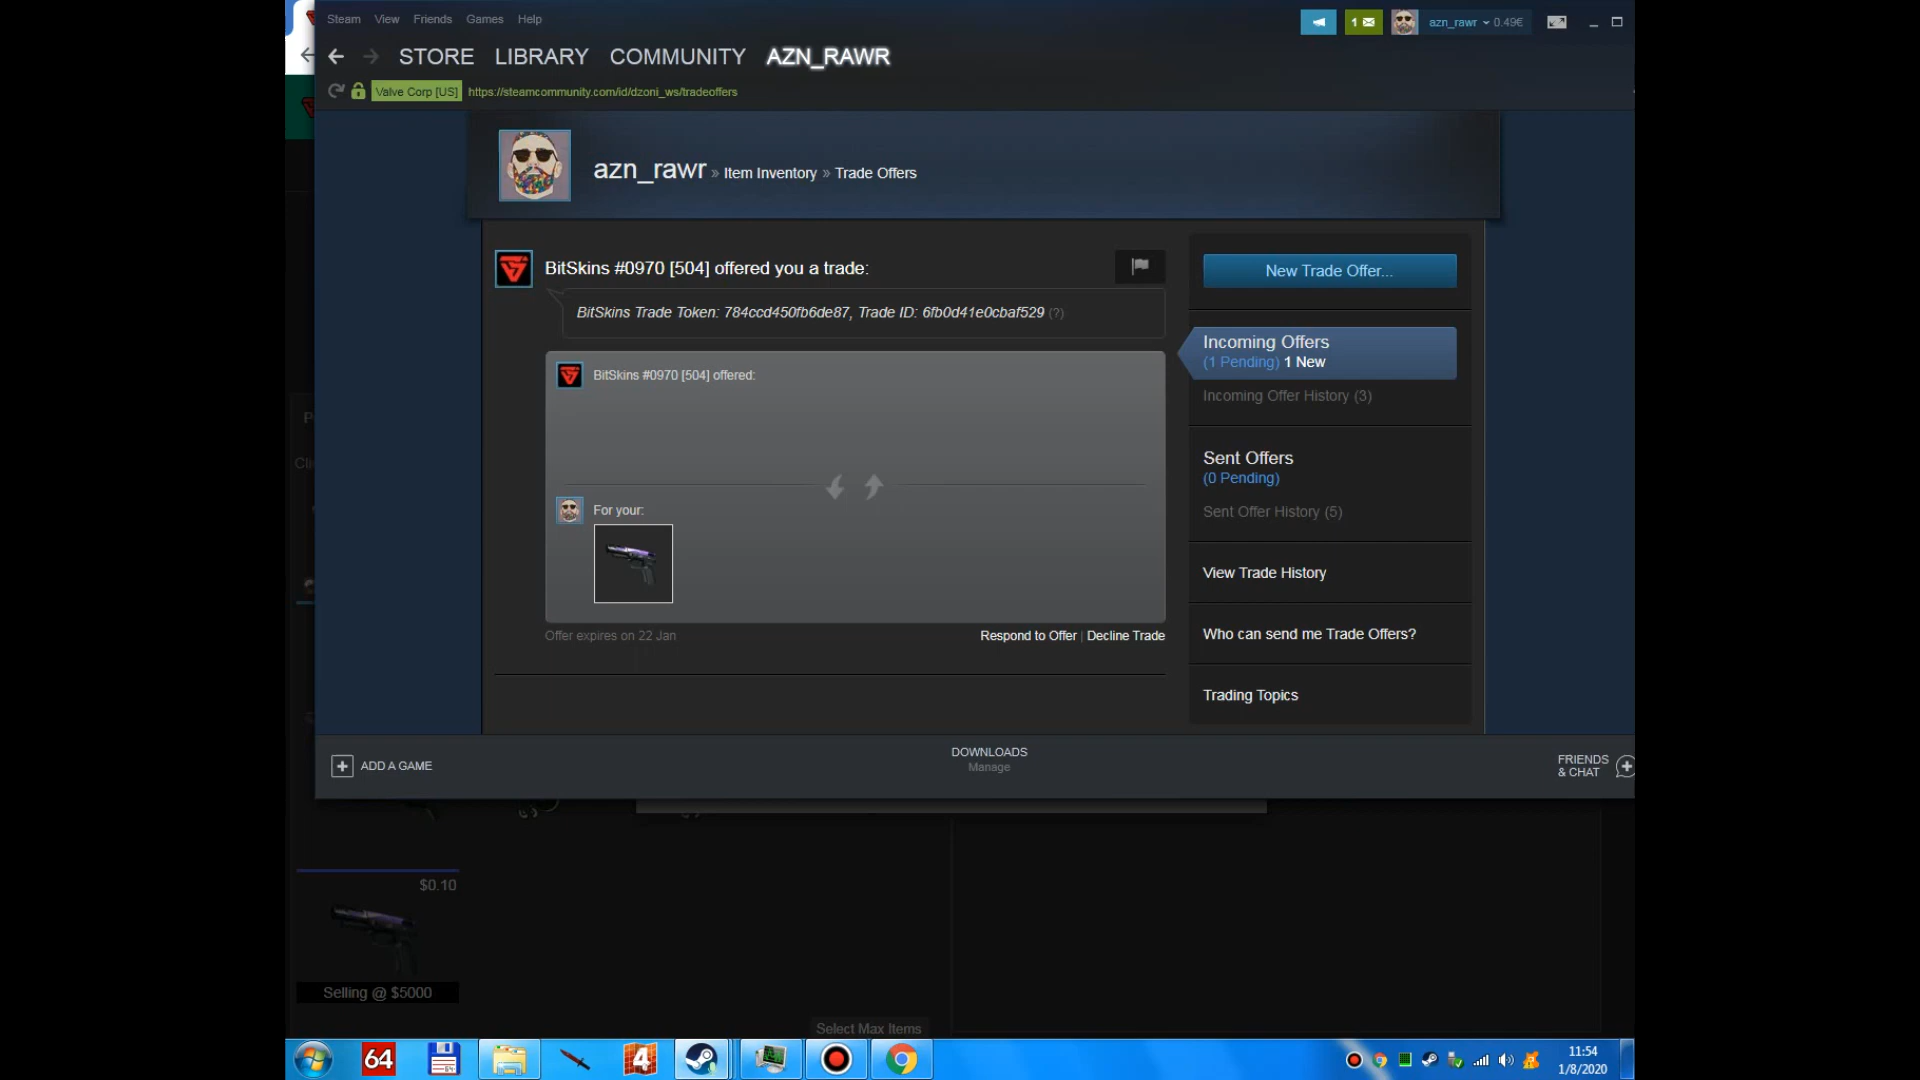 Steam View Friends Games Help
1
azn_rawr 0.49€
STORE LIBRARY COMMUNITY AZN_RAWR
Valve Corp [US] https://steamcommunity.com/id/dzoni_ws/tradeoffers
azn_rawr » Item Inventory » Trade Offers
BitSkins #0970 [504] offered you a trade:
BitSkins Trade Token: 784ccd450fb6de87, Trade ID: 6fb0d41e0cbaf529 (?)
BitSkins #0970 [504] offered:
For your:
Offer expires on 22 Jan
Respond to Offer | Decline Trade
New Trade Offer...
Incoming Offers
(1 Pending) 1 New
Incoming Offer History (3)
Sent Offers
(0 Pending)
Sent Offer History (5)
View Trade History
Who can send me Trade Offers?
Trading Topics
ADD A GAME
DOWNLOADS
Manage
FRIENDS
& CHAT
$0.10
Selling @ $5000
Select Max Items
64
4
11:54
1/8/2020